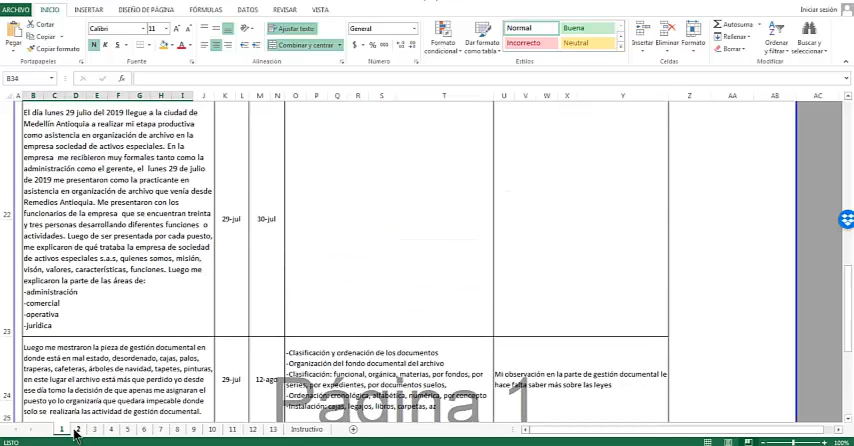 ARCHIVO INICIO INSERTAR DISEÑO DE PÁGINA FÓRMULAS DATOS REVISAR VISTA Iniciar sesión
Cortar
Copiar
Copiar formato
Pegar
Portapapeles
Calibri 11
N K S
Fuente
Ajustar texto
Combinar y centrar
Alineación
General
$ % 000
Número
Formato condicional
Dar formato como tabla
Normal Buena
Incorrecto Neutral
Estilos
Insertar Eliminar Formato
Celdas
Autosuma
Rellenar
Borrar
Ordenar y filtrar
Buscar y seleccionar
Modificar
B34 fx
A B C D E F G H I J K L M N O P Q R S T U V W X Y Z AA AB AC
El día lunes 29 julio del 2019 llegue a la ciudad de
Medellín Antioquia a realizar mi etapa productiva
como asistencia en organización de archivo en la
empresa sociedad de activos especiales. En la
empresa me recibieron muy formales tanto como la
administración como el gerente, el lunes 29 de julio
de 2019 me presentaron como la practicante en
asistencia en organización de archivo que venía desde
Remedios Antioquia. Me presentaron con los
funcionarios de la empresa que se encuentran treinta
y tres personas desarrollando diferentes funciones o
actividades. Luego de ser presentada por cada puesto,
me explicaron de qué trataba la empresa de sociedad
de activos especiales s.a.s, quienes somos, misión,
visón, valores, características, funciones. Luego me
explicaron la parte de las áreas de:
-administración
-comercial
-operativa
-jurídica
22 29-jul 30-jul
23
Luego me mostraron la pieza de gestión documental en
donde está en mal estado, desordenado, cajas, palos,
traperas, cafeteras, árboles de navidad, tapetes, pinturas,
en este lugar el archivo está más que perdido yo desde
ese día tomo la decisión de que apenas me asignaran el
puesto yo lo organizaría que quedara impecable donde
solo se realizaría las actividad de gestión documental.
24 29-jul 12-ago
-Clasificación y ordenación de los documentos
-Organización del fondo documental del archivo
-Clasificación: funcional, orgánica, materias, por fondos, por
series, por expedientes, por documentos suelos,
-Ordenación: cronológica, alfabética, numérica, por concepto
-Instalación: cajas, legajos, libros, carpetas, az
Mi observación en la parte de gestión documental le
hace falta saber más sobre las leyes
Página 1
25
1 2 3 4 5 6 7 8 9 10 11 12 13 Instructivo
LISTO 100%